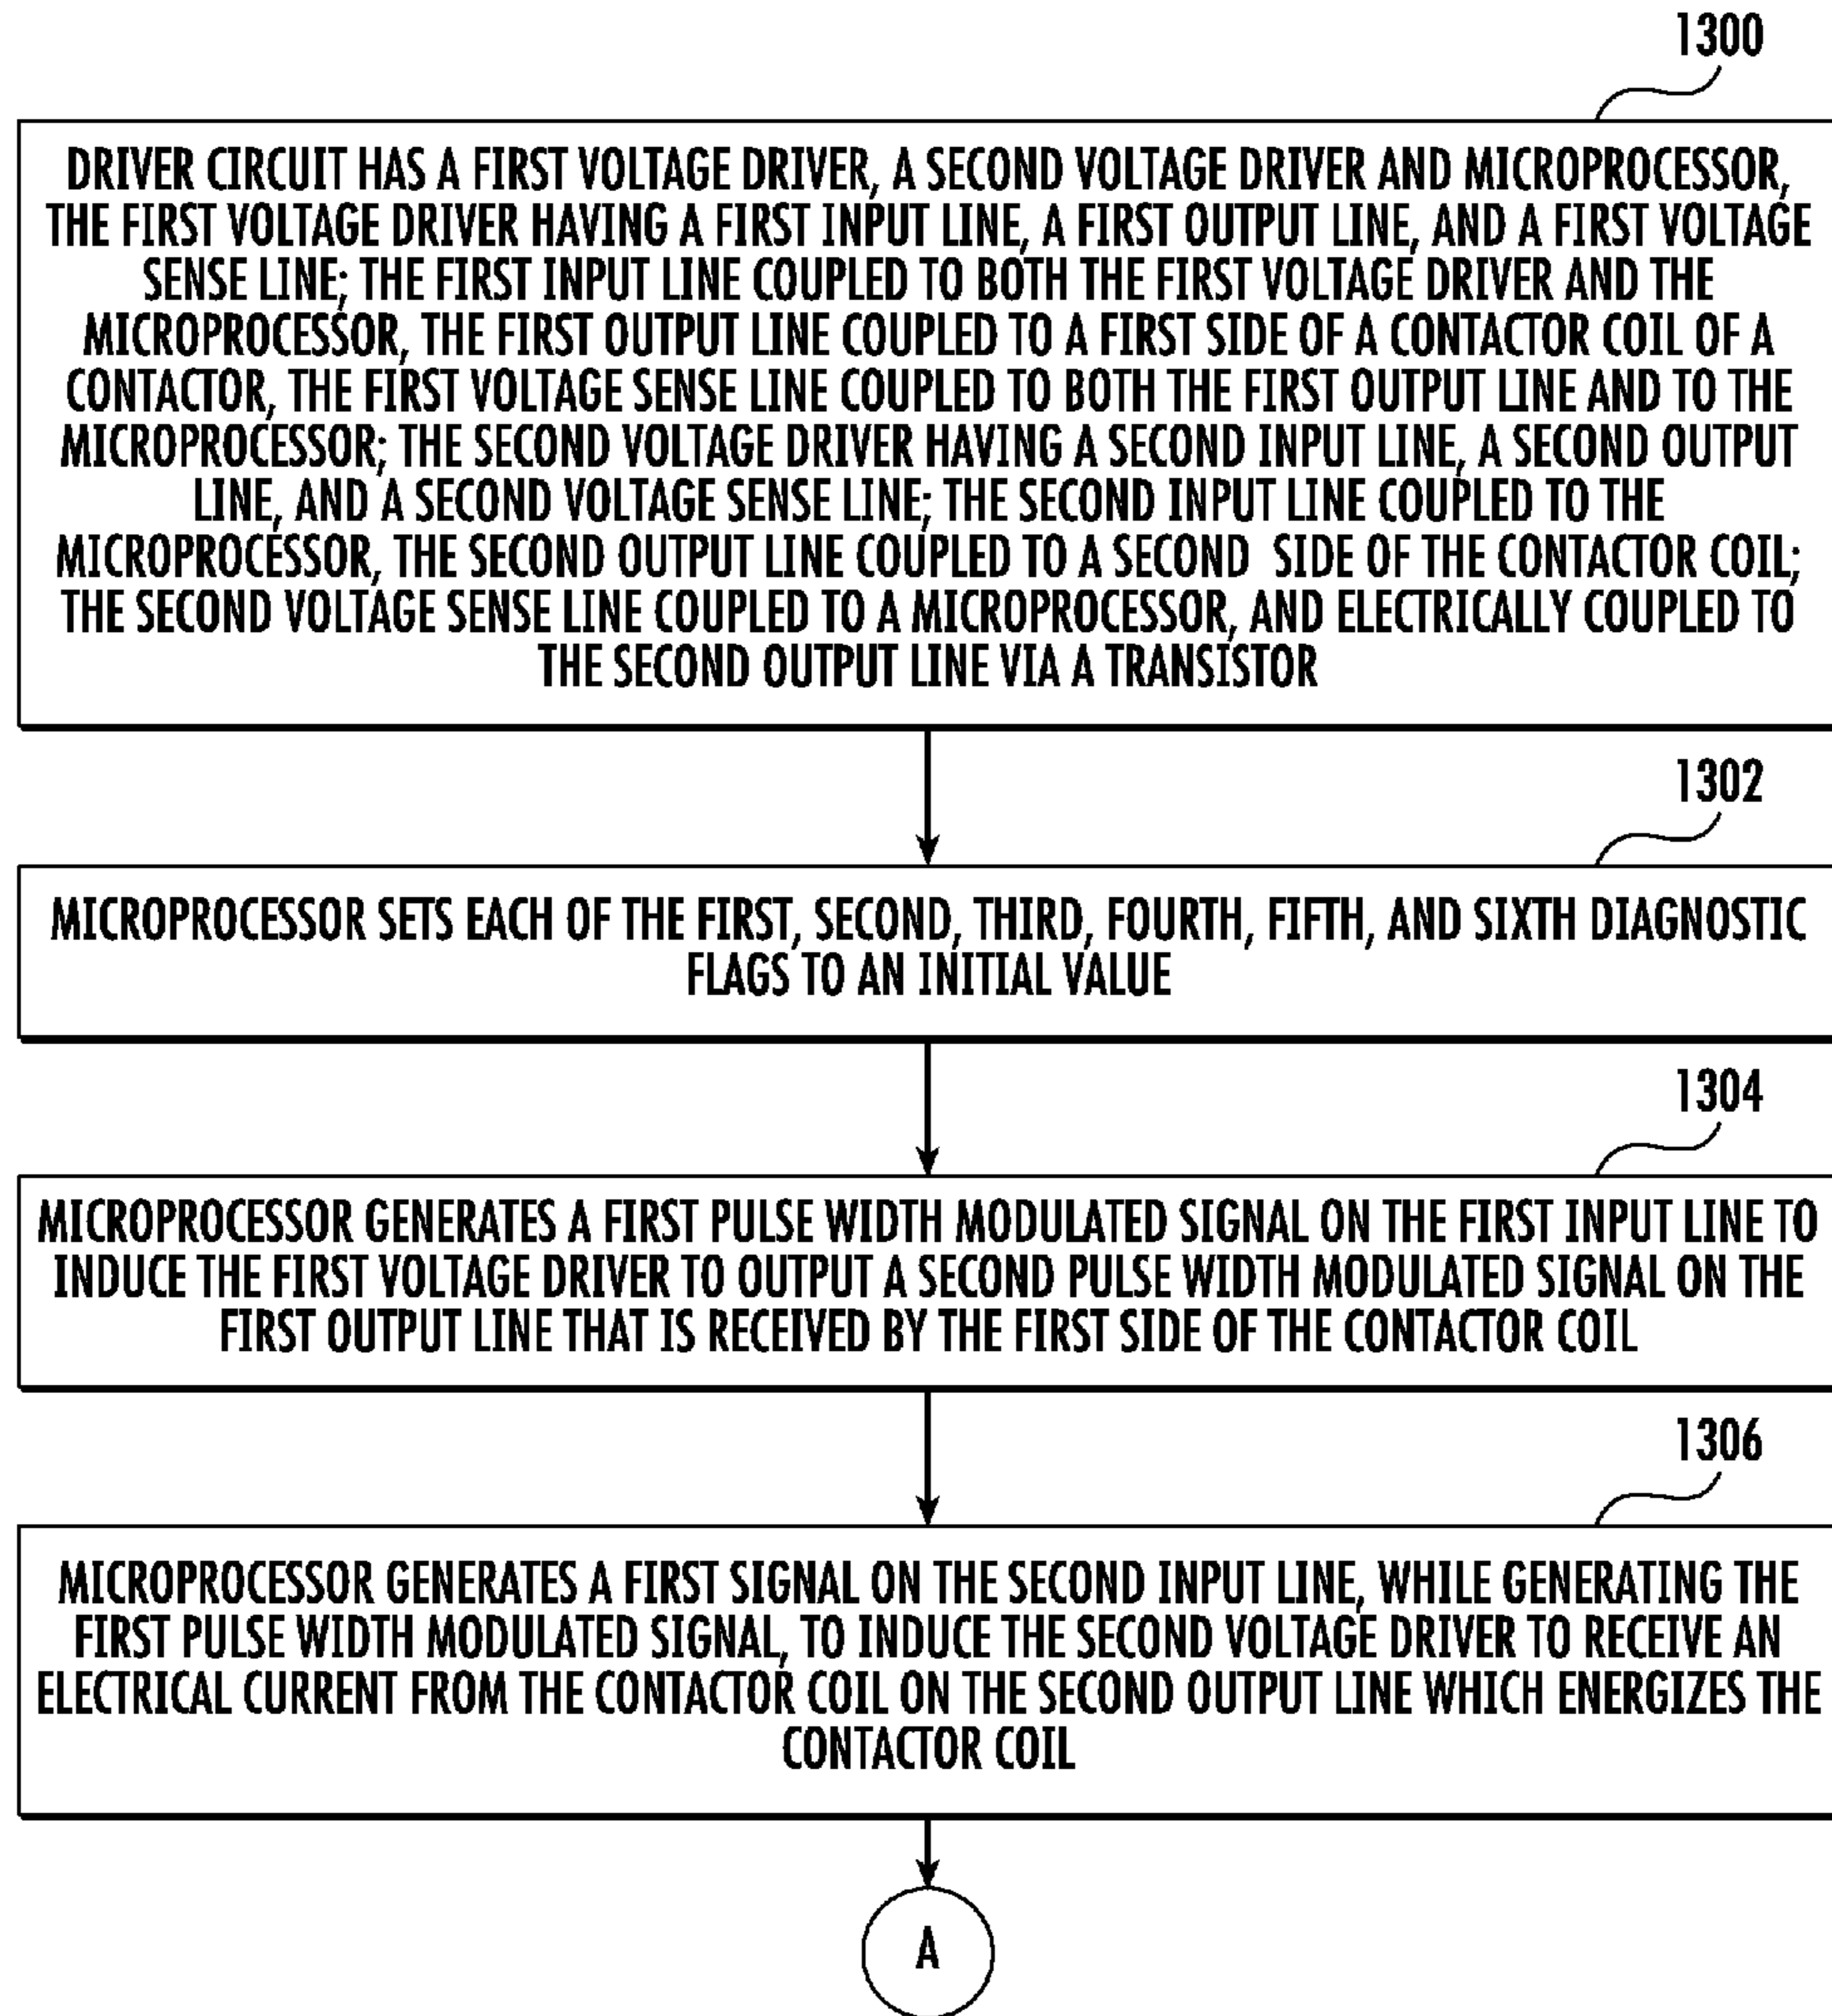 1300
DRIVER CIRCUIT HAS A FIRST VOLTAGE DRIVER, A SECOND VOLTAGE DRIVER AND MICROPROCESSOR,
THE FIRST VOLTAGE DRIVER HAVING A FIRST INPUT LINE, A FIRST OUTPUT LINE, AND A FIRST VOLTAGE
SENSE LINE; THE FIRST INPUT LINE COUPLED TO BOTH THE FIRST VOLTAGE DRIVER AND THE
MICROPROCESSOR, THE FIRST OUTPUT LINE COUPLED TO A FIRST SIDE OF A CONTACTOR COIL OF A
CONTACTOR, THE FIRST VOLTAGE SENSE LINE COUPLED TO BOTH THE FIRST OUTPUT LINE AND TO THE
MICROPROCESSOR; THE SECOND VOLTAGE DRIVER HAVING A SECOND INPUT LINE, A SECOND OUTPUT
LINE, AND A SECOND VOLTAGE SENSE LINE; THE SECOND INPUT LINE COUPLED TO THE
MICROPROCESSOR, THE SECOND OUTPUT LINE COUPLED TO A SECOND SIDE OF THE CONTACTOR COIL;
THE SECOND VOLTAGE SENSE LINE COUPLED TO A MICROPROCESSOR, AND ELECTRICALLY COUPLED TO
THE SECOND OUTPUT LINE VIA A TRANSISTOR
1302
MICROPROCESSOR SETS EACH OF THE FIRST, SECOND, THIRD, FOURTH, FIFTH, AND SIXTH DIAGNOSTIC
FLAGS TO AN INITIAL VALUE
1304
MICROPROCESSOR GENERATES A FIRST PULSE WIDTH MODULATED SIGNAL ON THE FIRST INPUT LINE TO
INDUCE THE FIRST VOLTAGE DRIVER TO OUTPUT A SECOND PULSE WIDTH MODULATED SIGNAL ON THE
FIRST OUTPUT LINE THAT IS RECEIVED BY THE FIRST SIDE OF THE CONTACTOR COIL
1306
MICROPROCESSOR GENERATES A FIRST SIGNAL ON THE SECOND INPUT LINE, WHILE GENERATING THE
FIRST PULSE WIDTH MODULATED SIGNAL, TO INDUCE THE SECOND VOLTAGE DRIVER TO RECEIVE AN
ELECTRICAL CURRENT FROM THE CONTACTOR COIL ON THE SECOND OUTPUT LINE WHICH ENERGIZES THE
CONTACTOR COIL
A